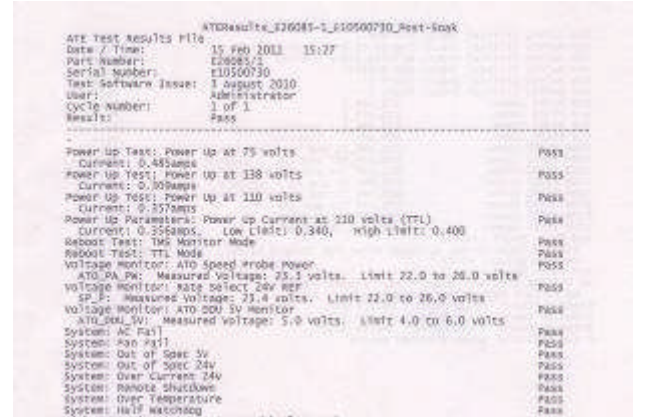 ATEResults_E26085-1_E10500730_Post-Soak
ATE Test Results File
Date / Time: 15 Feb 2011 15:27
Part Number: E26085/1
Serial Number: E10500730
Test Software Issue: 3 August 2010
User: Administrator
Cycle Number: 1 of 1
Result: Pass
Power Up Test: Power Up at 75 volts Pass
Current: 0.485amps
Power Up Test: Power Up at 138 volts Pass
Current: 0.309amps
Power Up Test: Power Up at 110 volts Pass
Current: 0.357amps
Power Up Parameters: Power Up Current at 110 volts (TTL) Pass
Current: 0.356amps, Low Limit: 0.340, High Limit: 0.400
Reboot Test: TMS Monitor Mode Pass
Reboot Test: TTL Mode Pass
Voltage Monitor: ATO Speed Probe Power Pass
ATO_PA_PW: Measured Voltage: 23.3 volts. Limit 22.0 to 26.0 volts
Voltage Monitor: Rate Select 24V REF Pass
SP_P: Measured Voltage: 23.4 volts. Limit 22.0 to 26.0 volts
Voltage Monitor: ATO DDU 5V Monitor Pass
ATO_DDU_5V: Measured Voltage: 5.0 volts. Limit 4.0 to 6.0 volts
System: AC Fail Pass
System: Fan Fail Pass
System: Out of Spec 5V Pass
System: Out of Spec 24V Pass
System: Over Current 24V Pass
System: Remote Shutdown Pass
System: Over Temperature Pass
System: Half Watchdog Pass